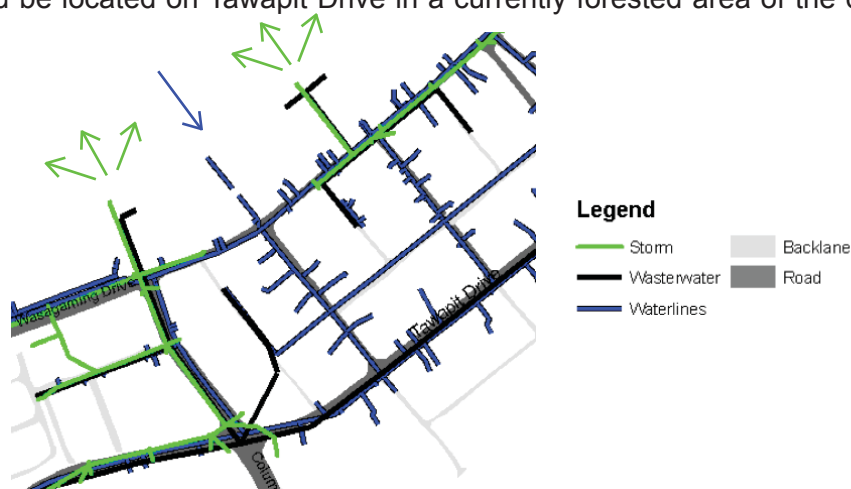 be located on Tawapit Drive in a currently forested area of the
Wasagaming Drive
Tawapit Drive
Colum
Legend
Storm
Wasterwater
Waterlines
Backlane
Road